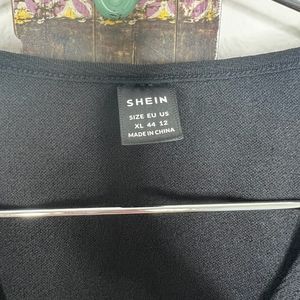 SHEIN
SIZE EU US
XL 44 12
MADE IN CHINA